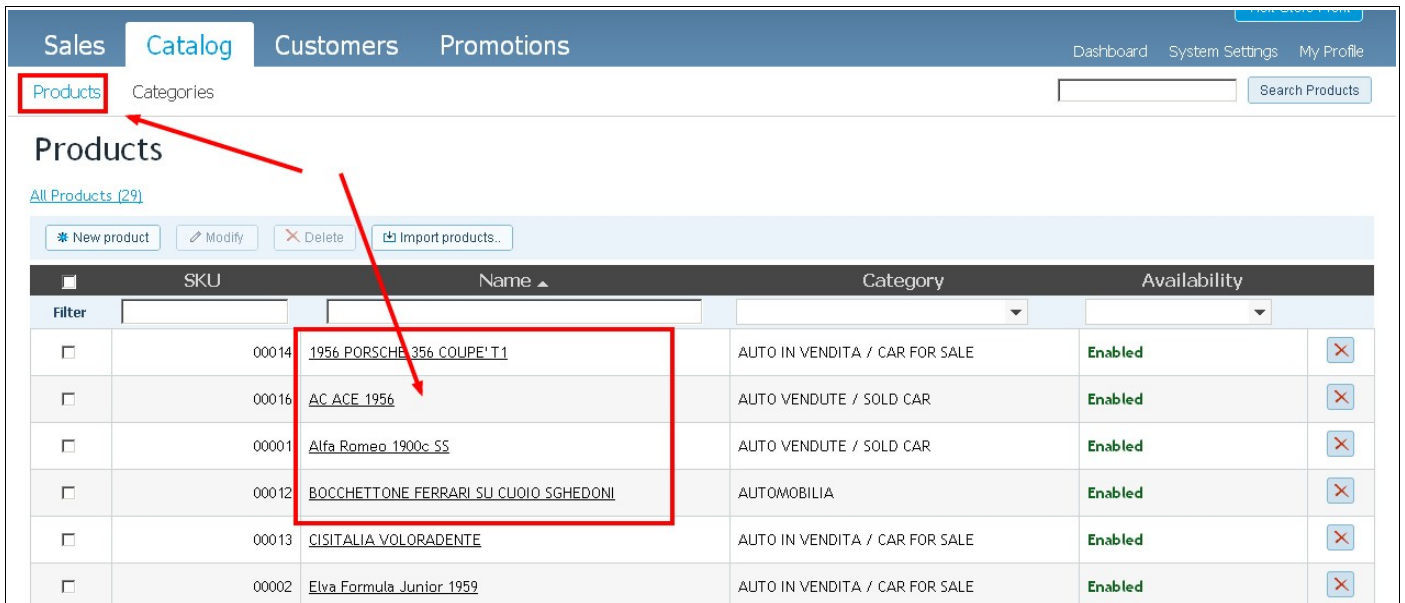 Sales Catalog Customers Promotions
Dashboard System Settings My Profile
Products Categories
Search Products
Products
All Products (29)
New product Modify Delete Import products..
SKU Name Category Availability
Filter
00014 1956 PORSCHE 356 COUPE' T1 AUTO IN VENDITA / CAR FOR SALE Enabled
00016 AC ACE 1956 AUTO VENDUTE / SOLD CAR Enabled
00001 Alfa Romeo 1900c SS AUTO VENDUTE / SOLD CAR Enabled
00012 BOCCHETTONE FERRARI SU CUOIO SGHEDONI AUTOMOBILIA Enabled
00013 CISITALIA VOLORADENTE AUTO IN VENDITA / CAR FOR SALE Enabled
00002 Elva Formula Junior 1959 AUTO IN VENDITA / CAR FOR SALE Enabled